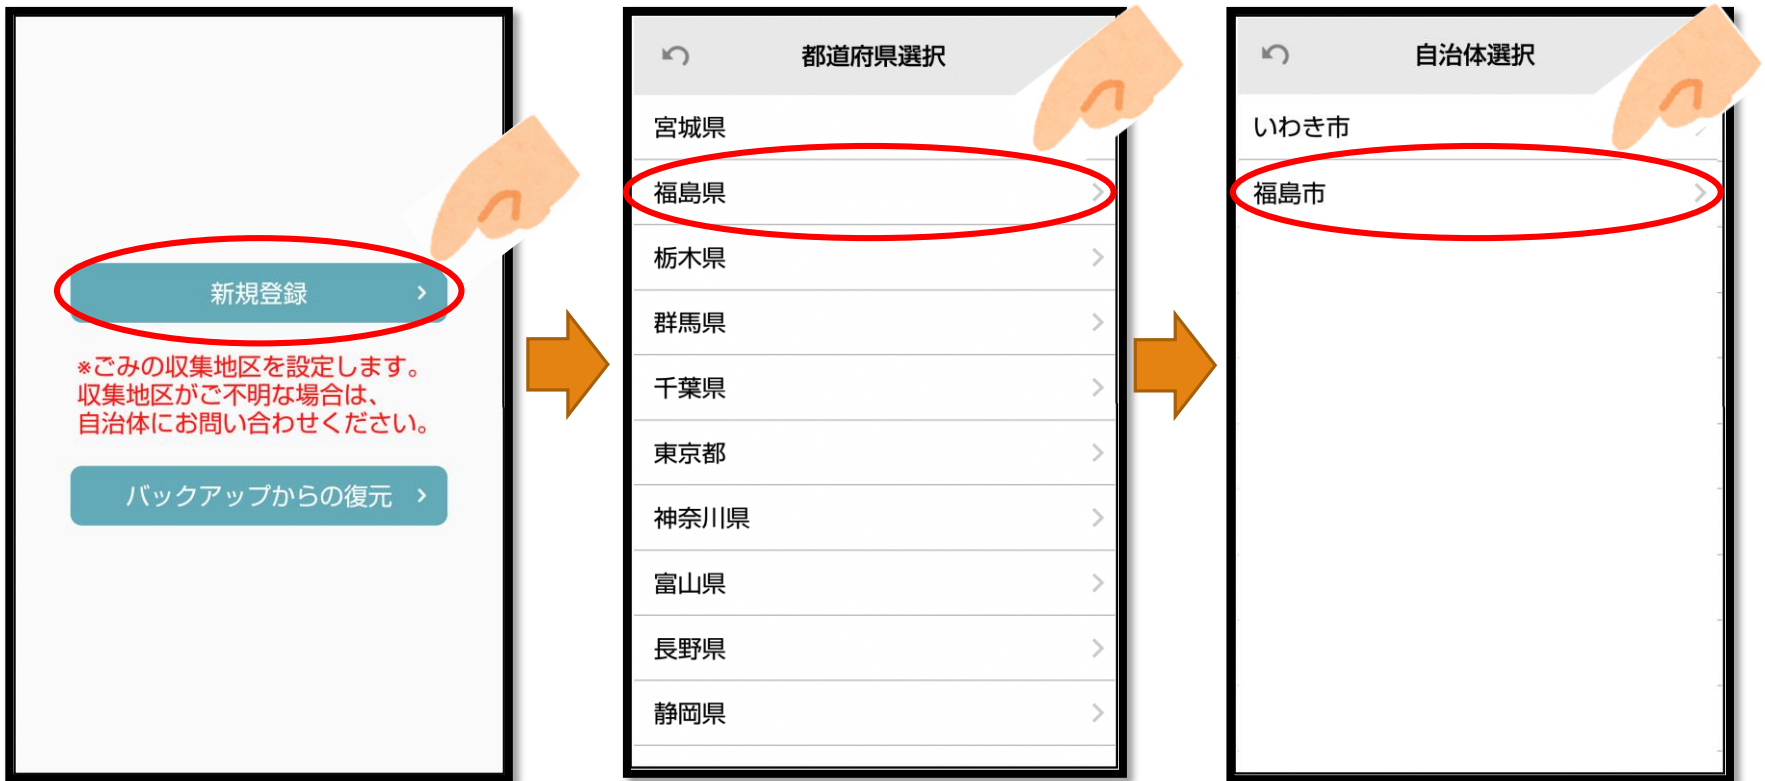 新規登録
*ごみの収集地区を設定します。
収集地区がご不明な場合は、
自治体にお問い合わせください。
バックアップからの復元
都道府県選択
宮城県
福島県
栃木県
群馬県
千葉県
東京都
神奈川県
富山県
長野県
静岡県
自治体選択
いわき市
福島市